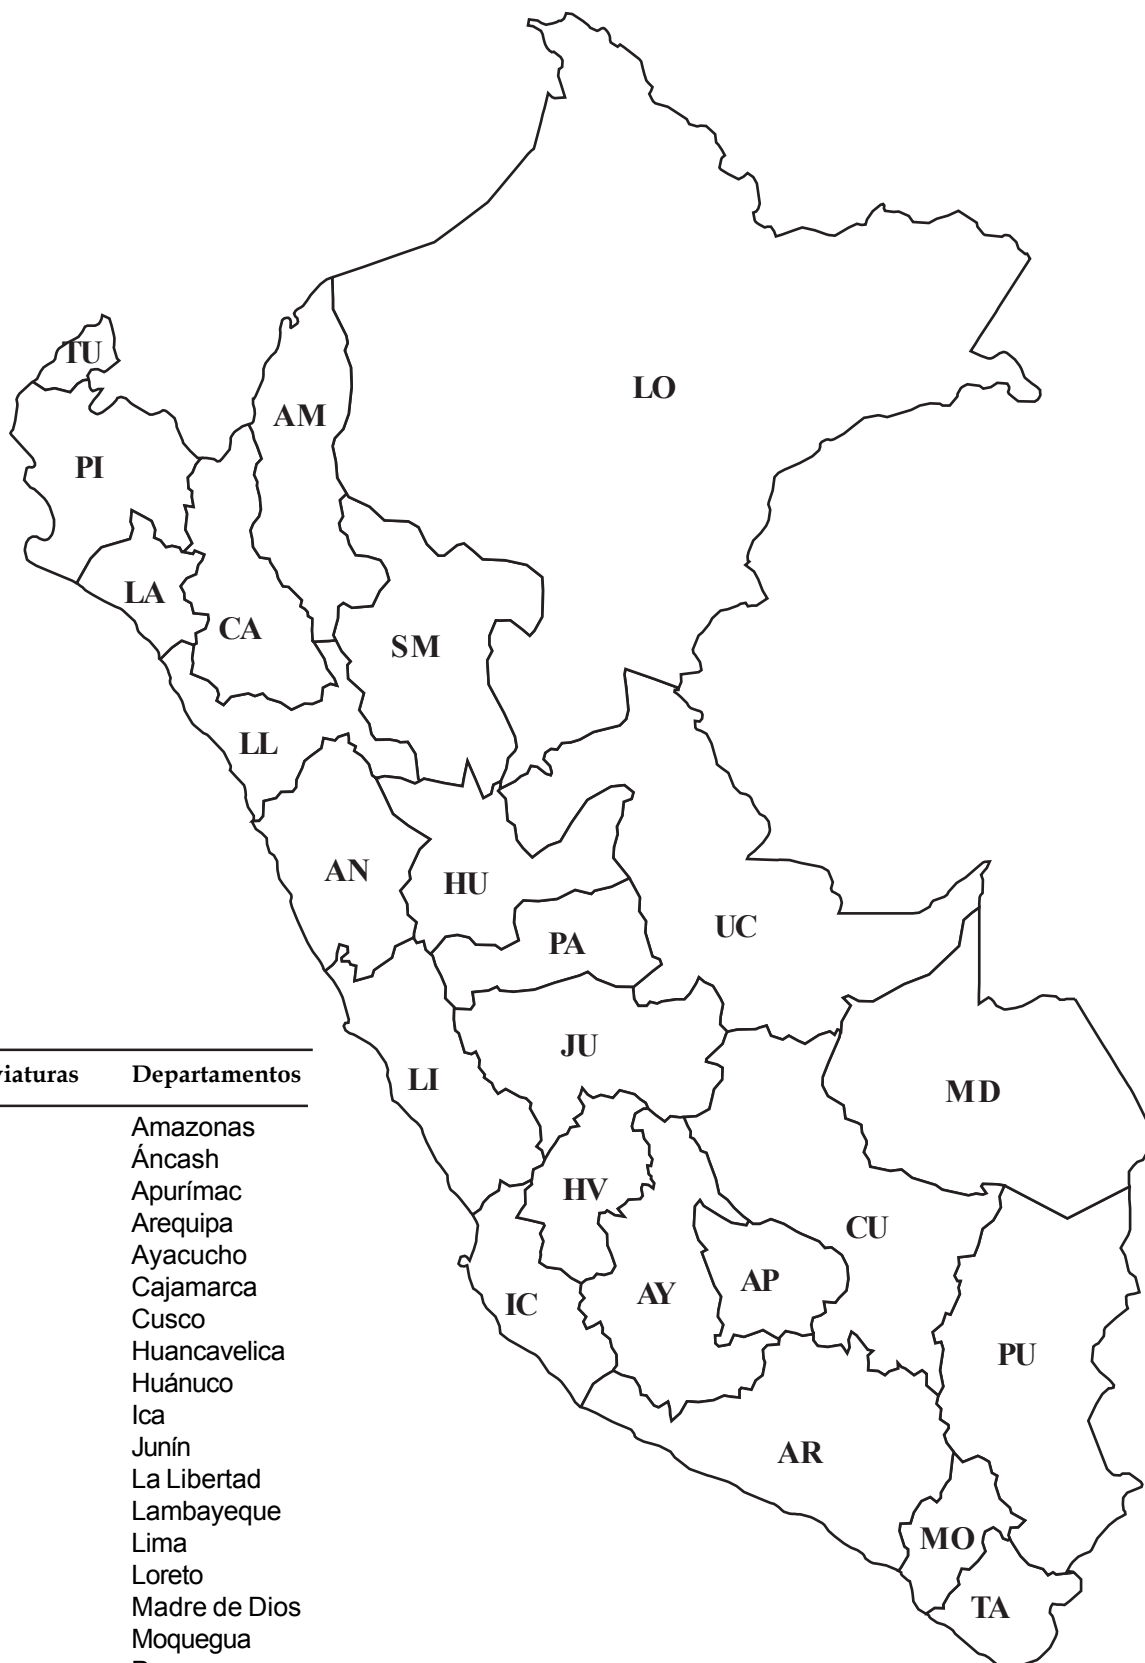 TU
LO
AM
PI
LA
CA
SM
LL
AN
HU
UC
PA
JU
LI
MD
HV
CU
AY
AP
IC
PU
AR
MO
TA
viaturas Departamentos
Amazonas
Áncash
Apurímac
Arequipa
Ayacucho
Cajamarca
Cusco
Huancavelica
Huánuco
Ica
Junín
La Libertad
Lambayeque
Lima
Loreto
Madre de Dios
Moquegua